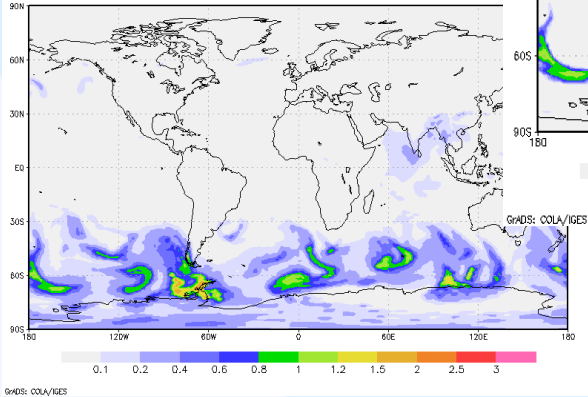 90N
60N
30N
EQ
30S
60S
90S
180 120W 60W 0 60E 120E 180
0.1 0.2 0.4 0.6 0.8 1 1.2 1.5 2 2.5 3
GrADS: COLA/IGES
60S
90S
180
GrADS: COLA/IGES